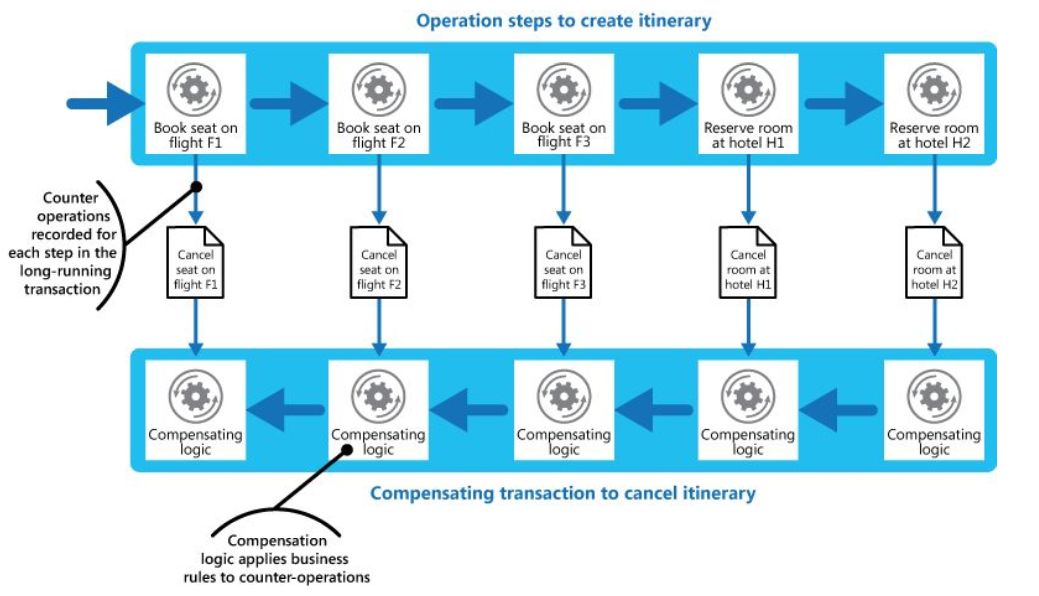 Operation steps to create itinerary
Book seat on
flight F1
Book seat on
flight F2
Book seat on
flight F3
Reserve room
at hotel H1
Reserve room
at hotel H2
Counter
operations
recorded for
each step in the
long-running
transaction
Cancel
seat on
flight F1
Cancel
seat on
flight F2
Cancel
seat on
flight F3
Cancel
room at
hotel H1
Cancel
room at
hotel H2
Compensating
logic
Compensating
logic
Compensating
logic
Compensating
logic
Compensating
logic
Compensating transaction to cancel itinerary
Compensation
logic applies business
rules to counter-operations